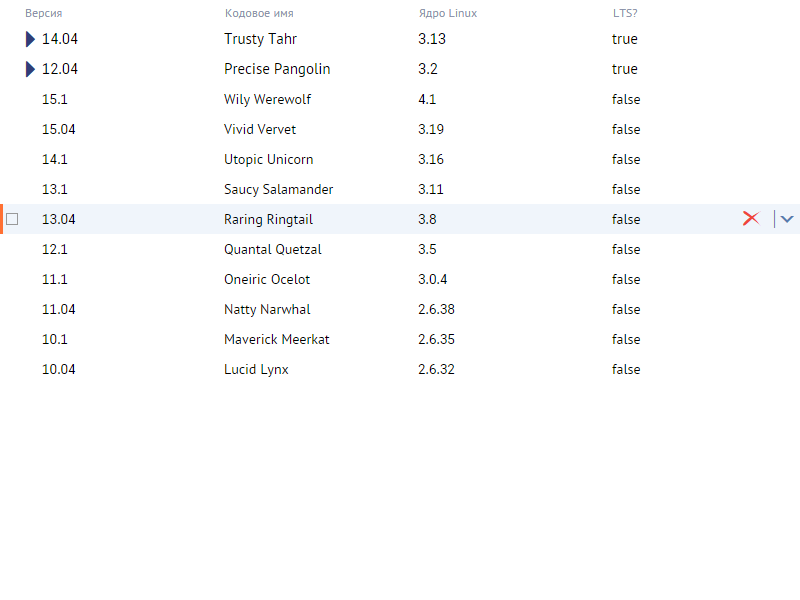 Версия Кодовое имя Ядро Linux LTS?
14.04 Trusty Tahr 3.13 true
12.04 Precise Pangolin 3.2 true
15.1 Wily Werewolf 4.1 false
15.04 Vivid Vervet 3.19 false
14.1 Utopic Unicorn 3.16 false
13.1 Saucy Salamander 3.11 false
13.04 Raring Ringtail 3.8 false
12.1 Quantal Quetzal 3.5 false
11.1 Oneiric Ocelot 3.0.4 false
11.04 Natty Narwhal 2.6.38 false
10.1 Maverick Meerkat 2.6.35 false
10.04 Lucid Lynx 2.6.32 false